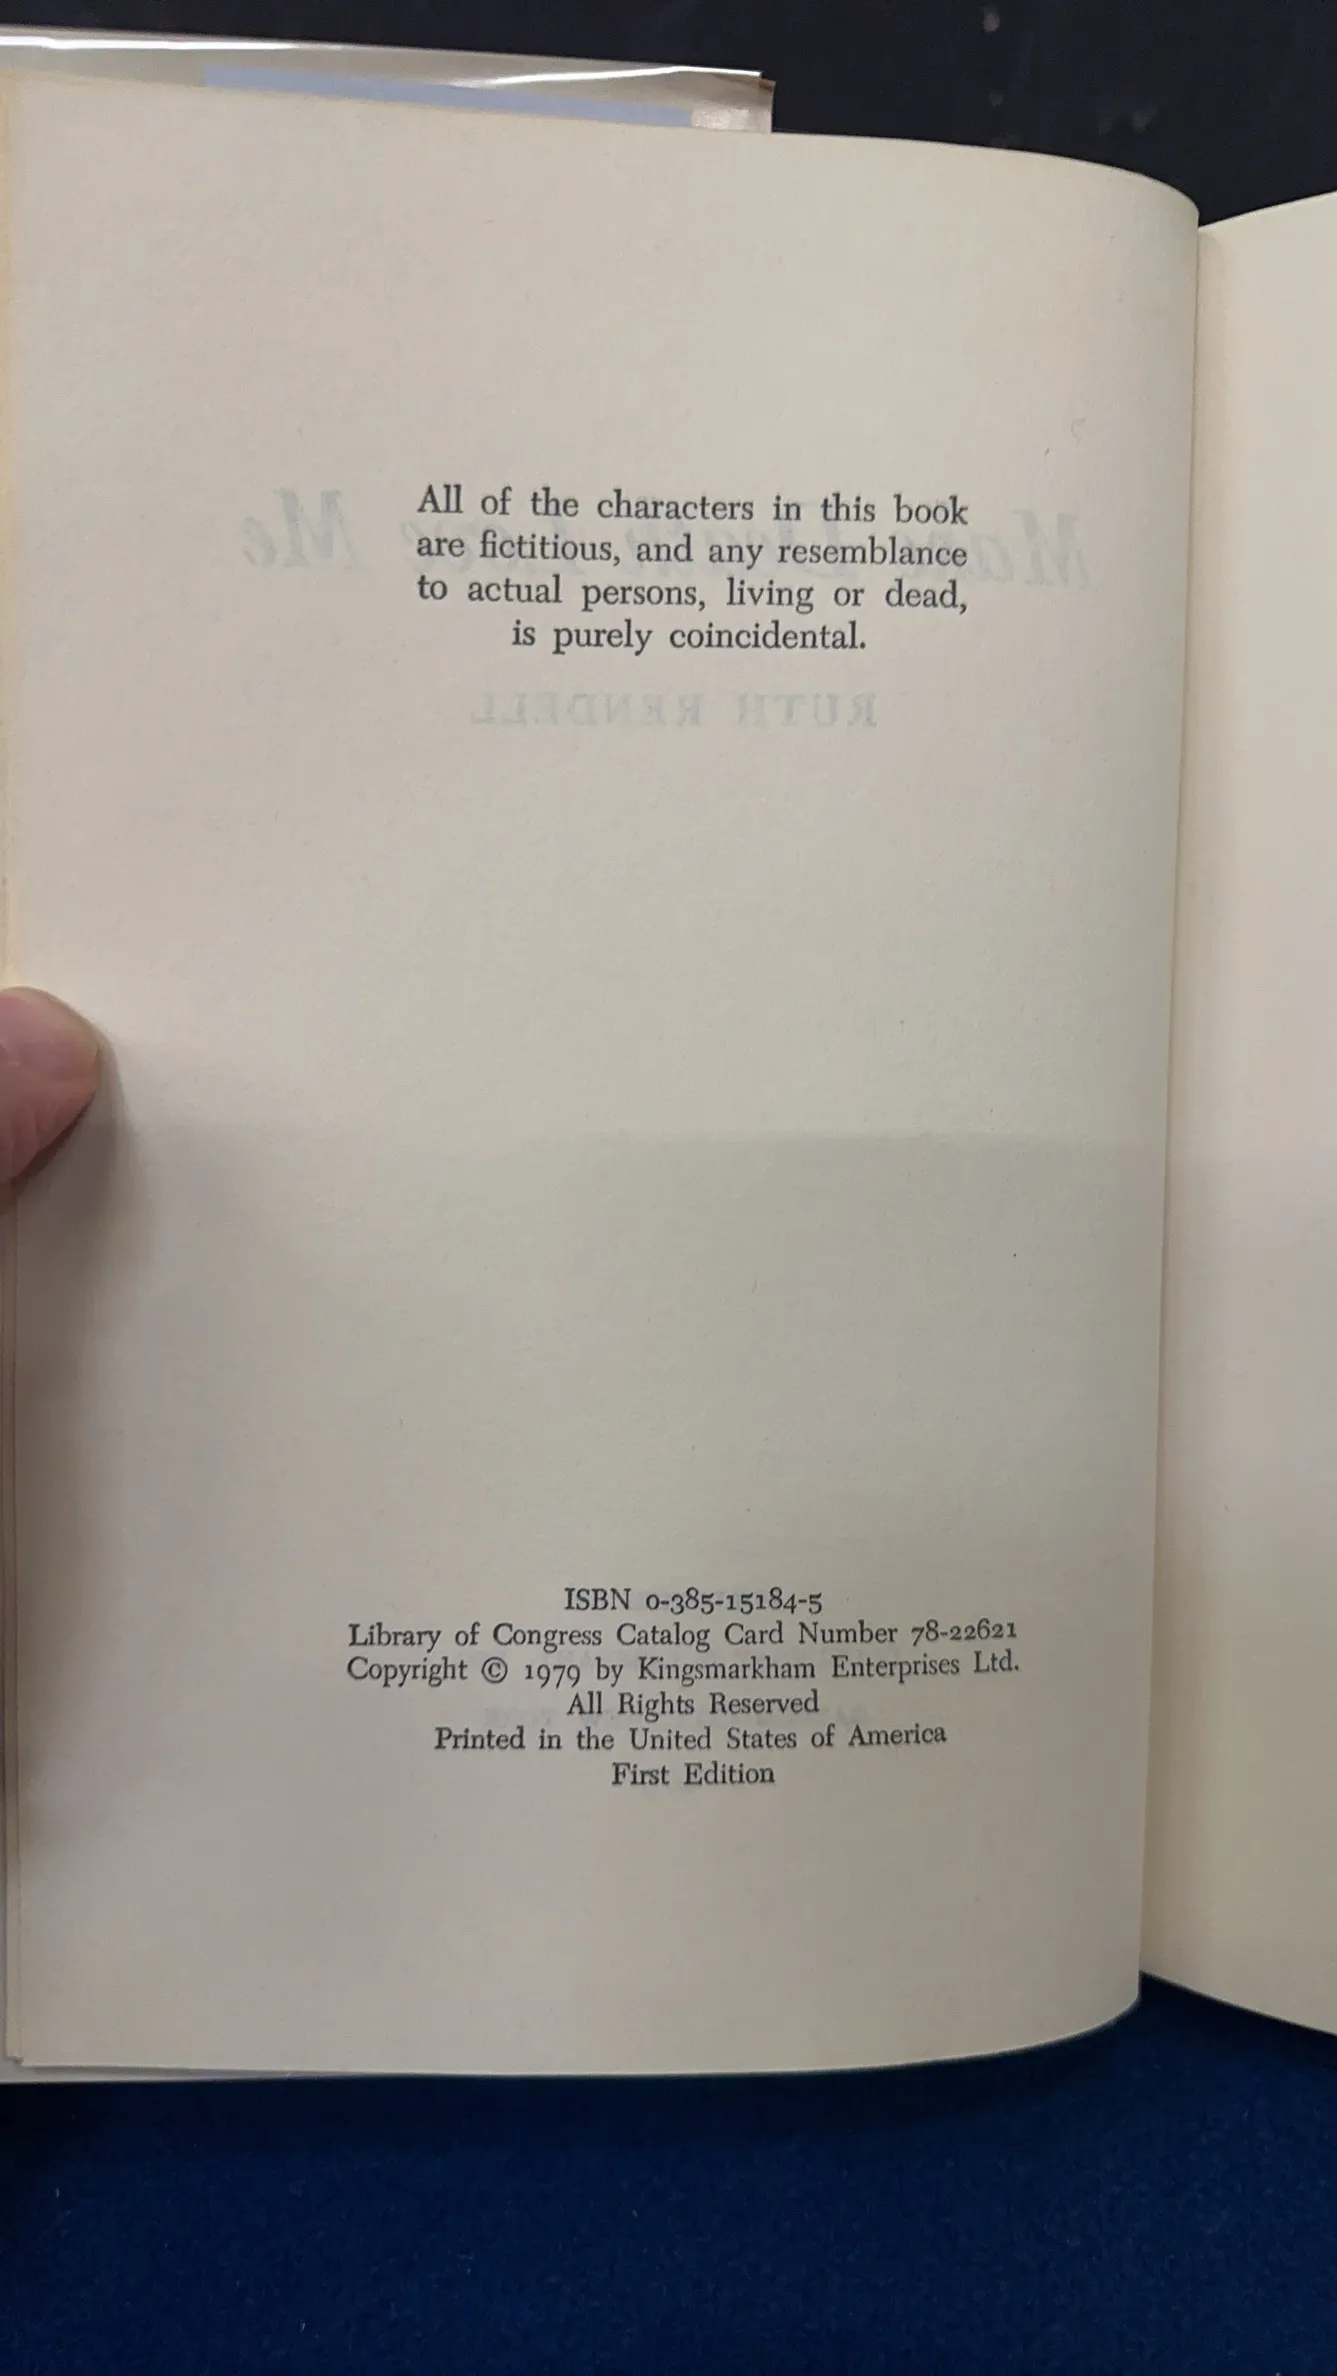 All of the characters in this book
are fictitious, and any resemblance
to actual persons, living or dead,
is purely coincidental.
RUTH RENDELL
ISBN 0-385-15184-5
Library of Congress Catalog Card Number 78-22621
Copyright © 1979 by Kingsmarkham Enterprises Ltd.
All Rights Reserved
Printed in the United States of America
First Edition